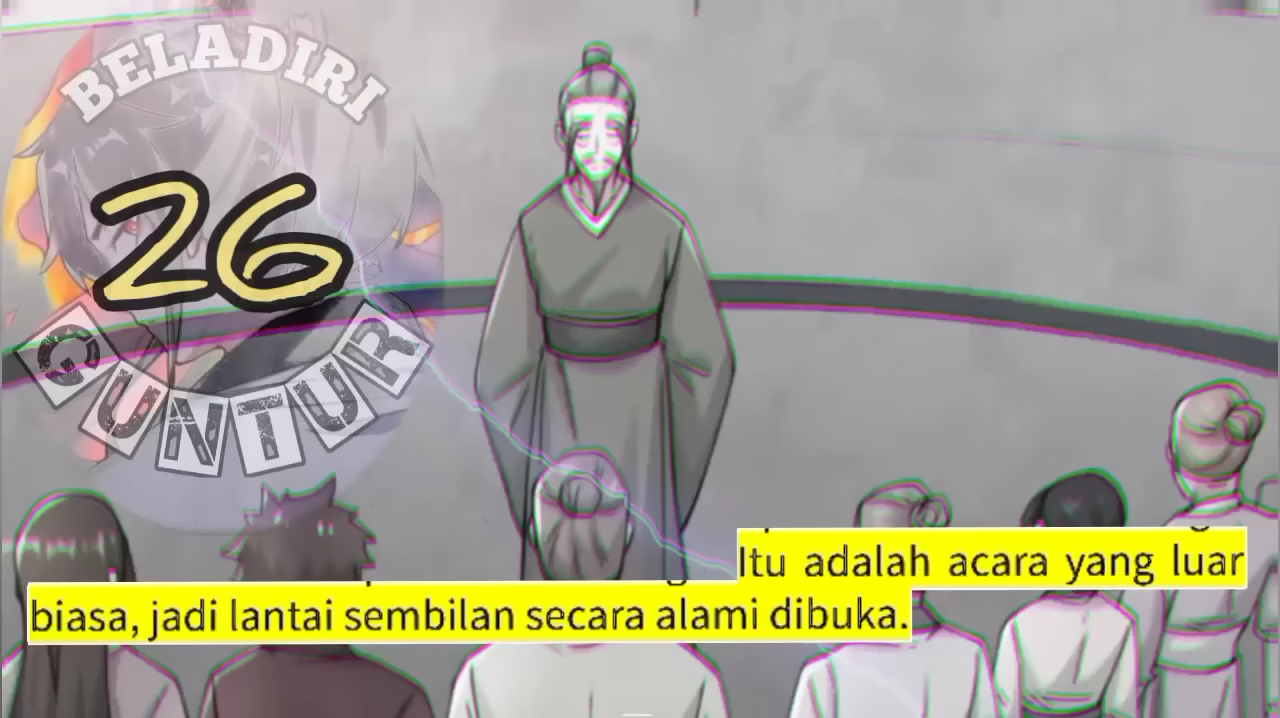 BELADIRI
26
GUNTUR
Itu adalah acara yang luar
biasa, jadi lantai sembilan secara alami dibuka.